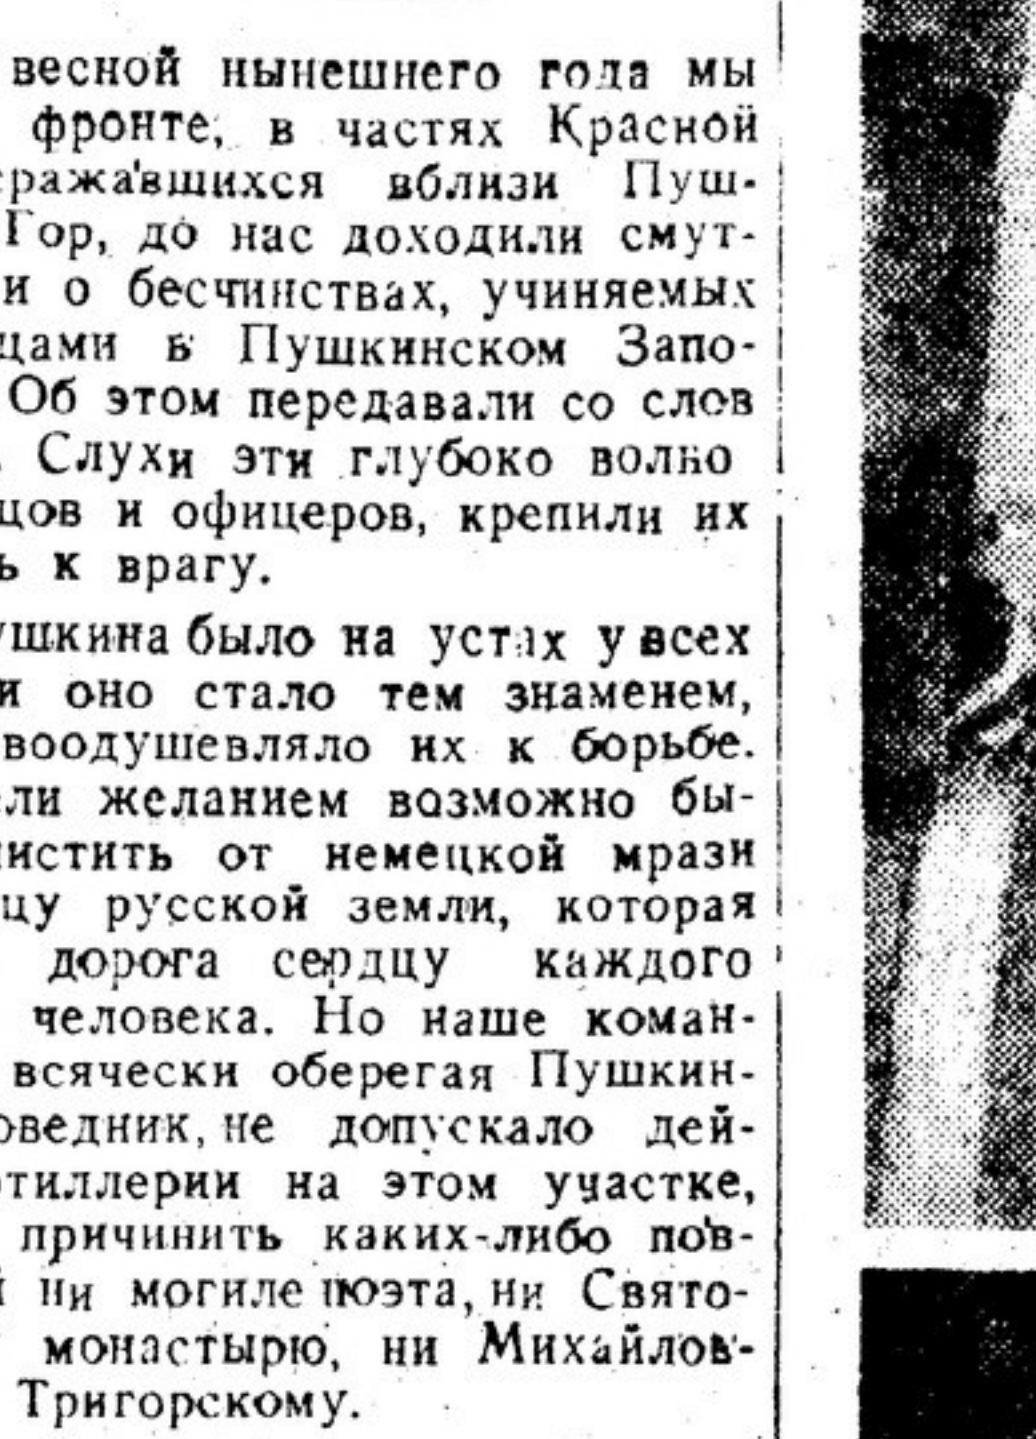 весной нынешнего года мы
фронте, в частях Красной
ражавшихся вблизи Пуш-
Гор, до нас доходили смут-
и о бесчинствах, учиняемых
цами в Пушкинском Запо-
Об этом передавали со слов
. Слухи эти глубоко волно
цов и офицеров, крепили их
ь к врагу.
ушкина было на устах у всех
и оно стало тем знаменем,
воодушевляло их к борьбе.
ли желанием возможно бы-
истить от немецкой мрази
цу русской земли, которая
дорога сердцу каждого
человека. Но наше коман-
всячески оберегая Пушкин-
оведник, не допускало дей-
тиллерии на этом участке,
причинить каких-либо пов-
й ни могиле поэта, ни Свято-
монастырю, ни Михайлов-
Тригорскому.